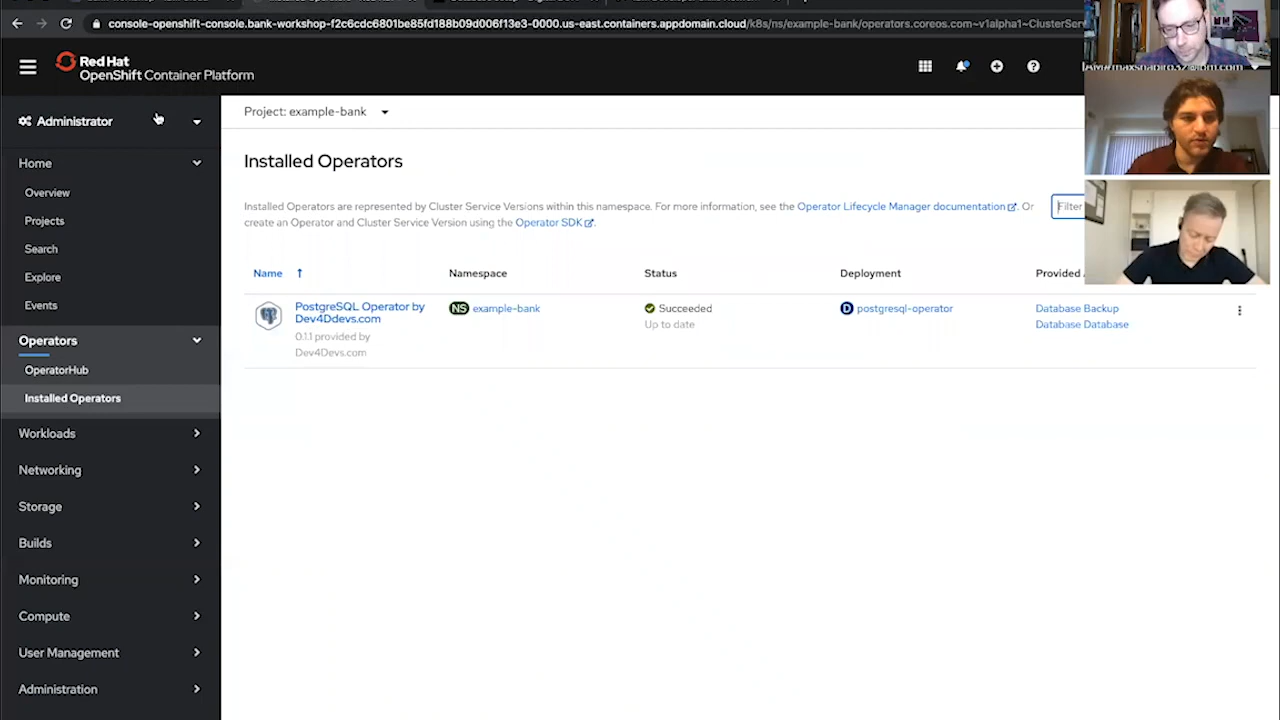 console-openshift-console.bank-workshop-f2c6cdc6801be85fd188b09d006f13e3-0000.us-east.containers.appdomain.cloud/k8s/ns/example-bank/operators.coreos.com~v1alpha1~ClusterServ
Red Hat
OpenShift Container Platform
Administrator
Home
Overview
Projects
Search
Explore
Events
Operators
OperatorHub
Installed Operators
Workloads
Networking
Storage
Builds
Monitoring
Compute
User Management
Administration
Project: example-bank
Installed Operators
Installed Operators are represented by Cluster Service Versions within this namespace. For more information, see the Operator Lifecycle Manager documentation. Or
create an Operator and Cluster Service Version using the Operator SDK.
Filter
Name Namespace Status Deployment Provided
PostgreSQL Operator by
Dev4Ddevs.com
0.1.1 provided by
Dev4Devs.com
NS example-bank
Succeeded
Up to date
D postgresql-operator
Database Backup
Database Database